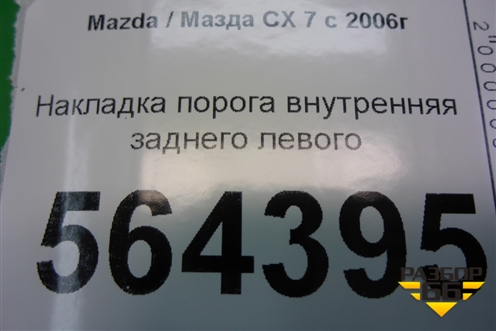 Mazda / Мазда CX 7 с 2006г
Накладка порога внутренняя
заднего левого
564395
РАЗБОР
66